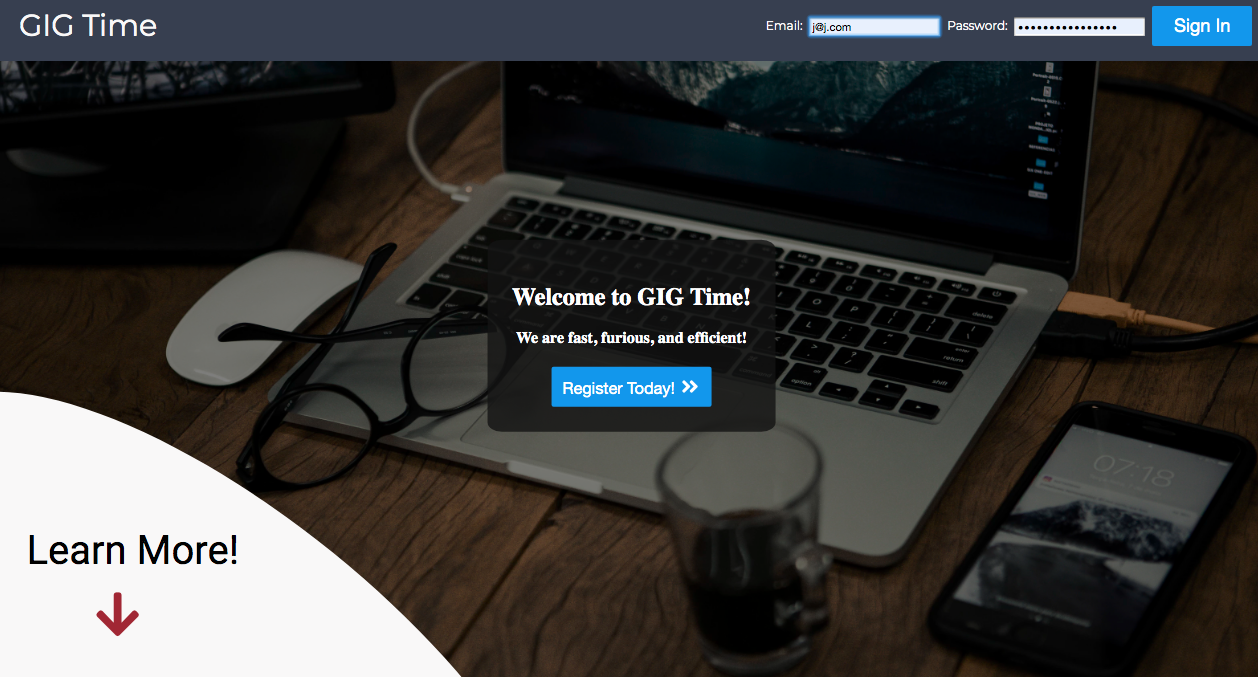 GIG Time
Email: j@j.com Password: •••••••••••••••• Sign In
Welcome to GIG Time!
We are fast, furious, and efficient!
Register Today! »
07:18
Learn More!